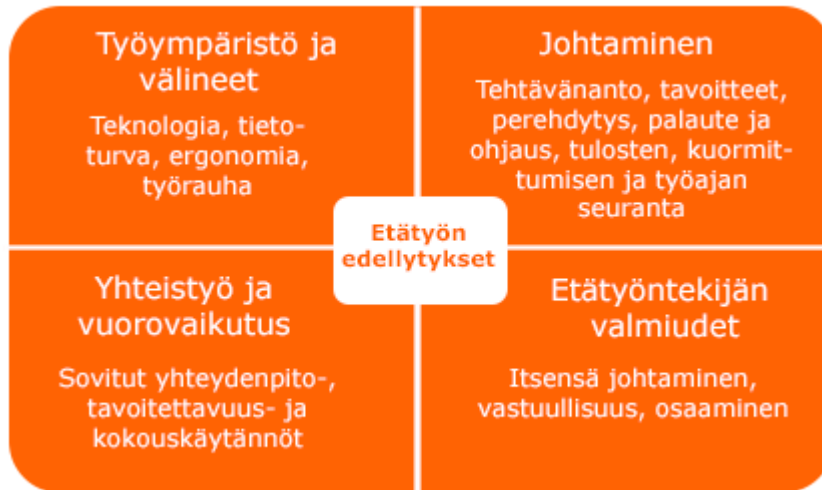 Työympäristö ja
välineet
Teknologia, tieto-
turva, ergonomia,
työrauha
Johtaminen
Tehtävänanto, tavoitteet,
perehdytys, palaute ja
ohjaus, tulosten, kuormit-
tumisen ja työajan
seuranta
Etätyön
edellytykset
Yhteistyö ja
vuorovaikutus
Sovitut yhteydenpito-,
tavoitettavuus- ja
kokouskäytännöt
Etätyöntekijän
valmiudet
Itsensä johtaminen,
vastuullisuus, osaaminen